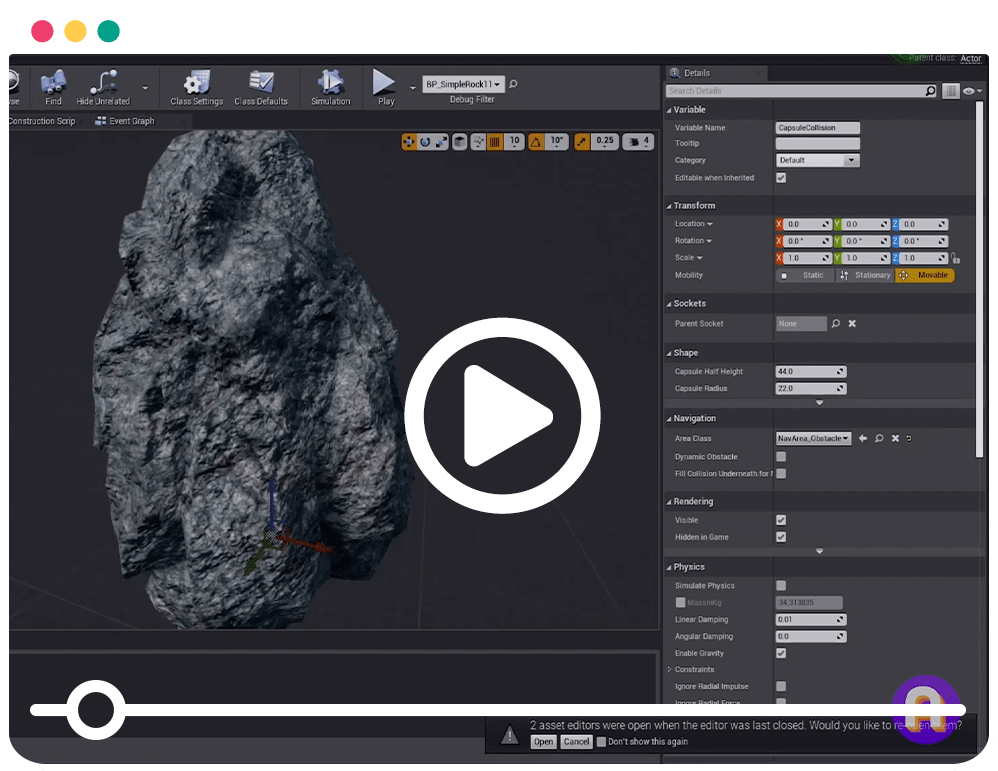 Parent class: Actor
Find
Hide Unrelated
Class Settings
Class Defaults
Simulation
Play
BP_SimpleRock11
Debug Filter
Construction Scrip
Event Graph
10
10°
0.25
4
Details
Search Details
Variable
Variable Name CapsuleCollision
Tooltip
Category Default
Editable when Inherited
Transform
Location X 0.0 Y 0.0 Z 0.0
Rotation X 0.0 ° Y 0.0 ° Z 0.0 °
Scale X 1.0 Y 1.0 Z 1.0
Mobility Static Stationary Movable
Sockets
Parent Socket None
Shape
Capsule Half Height 44.0
Capsule Radius 22.0
Navigation
Area Class NavArea_Obstacle
Dynamic Obstacle
Fill Collision Underneath for
Rendering
Visible
Hidden in Game
Physics
Simulate Physics
MassInKg 34.313835
Linear Damping 0.01
Angular Damping 0.0
Enable Gravity
Constraints
Ignore Radial Impulse
Ignore Radial Force
2 asset editors were open when the editor was last closed. Would you like to
Open Cancel Don't show this again